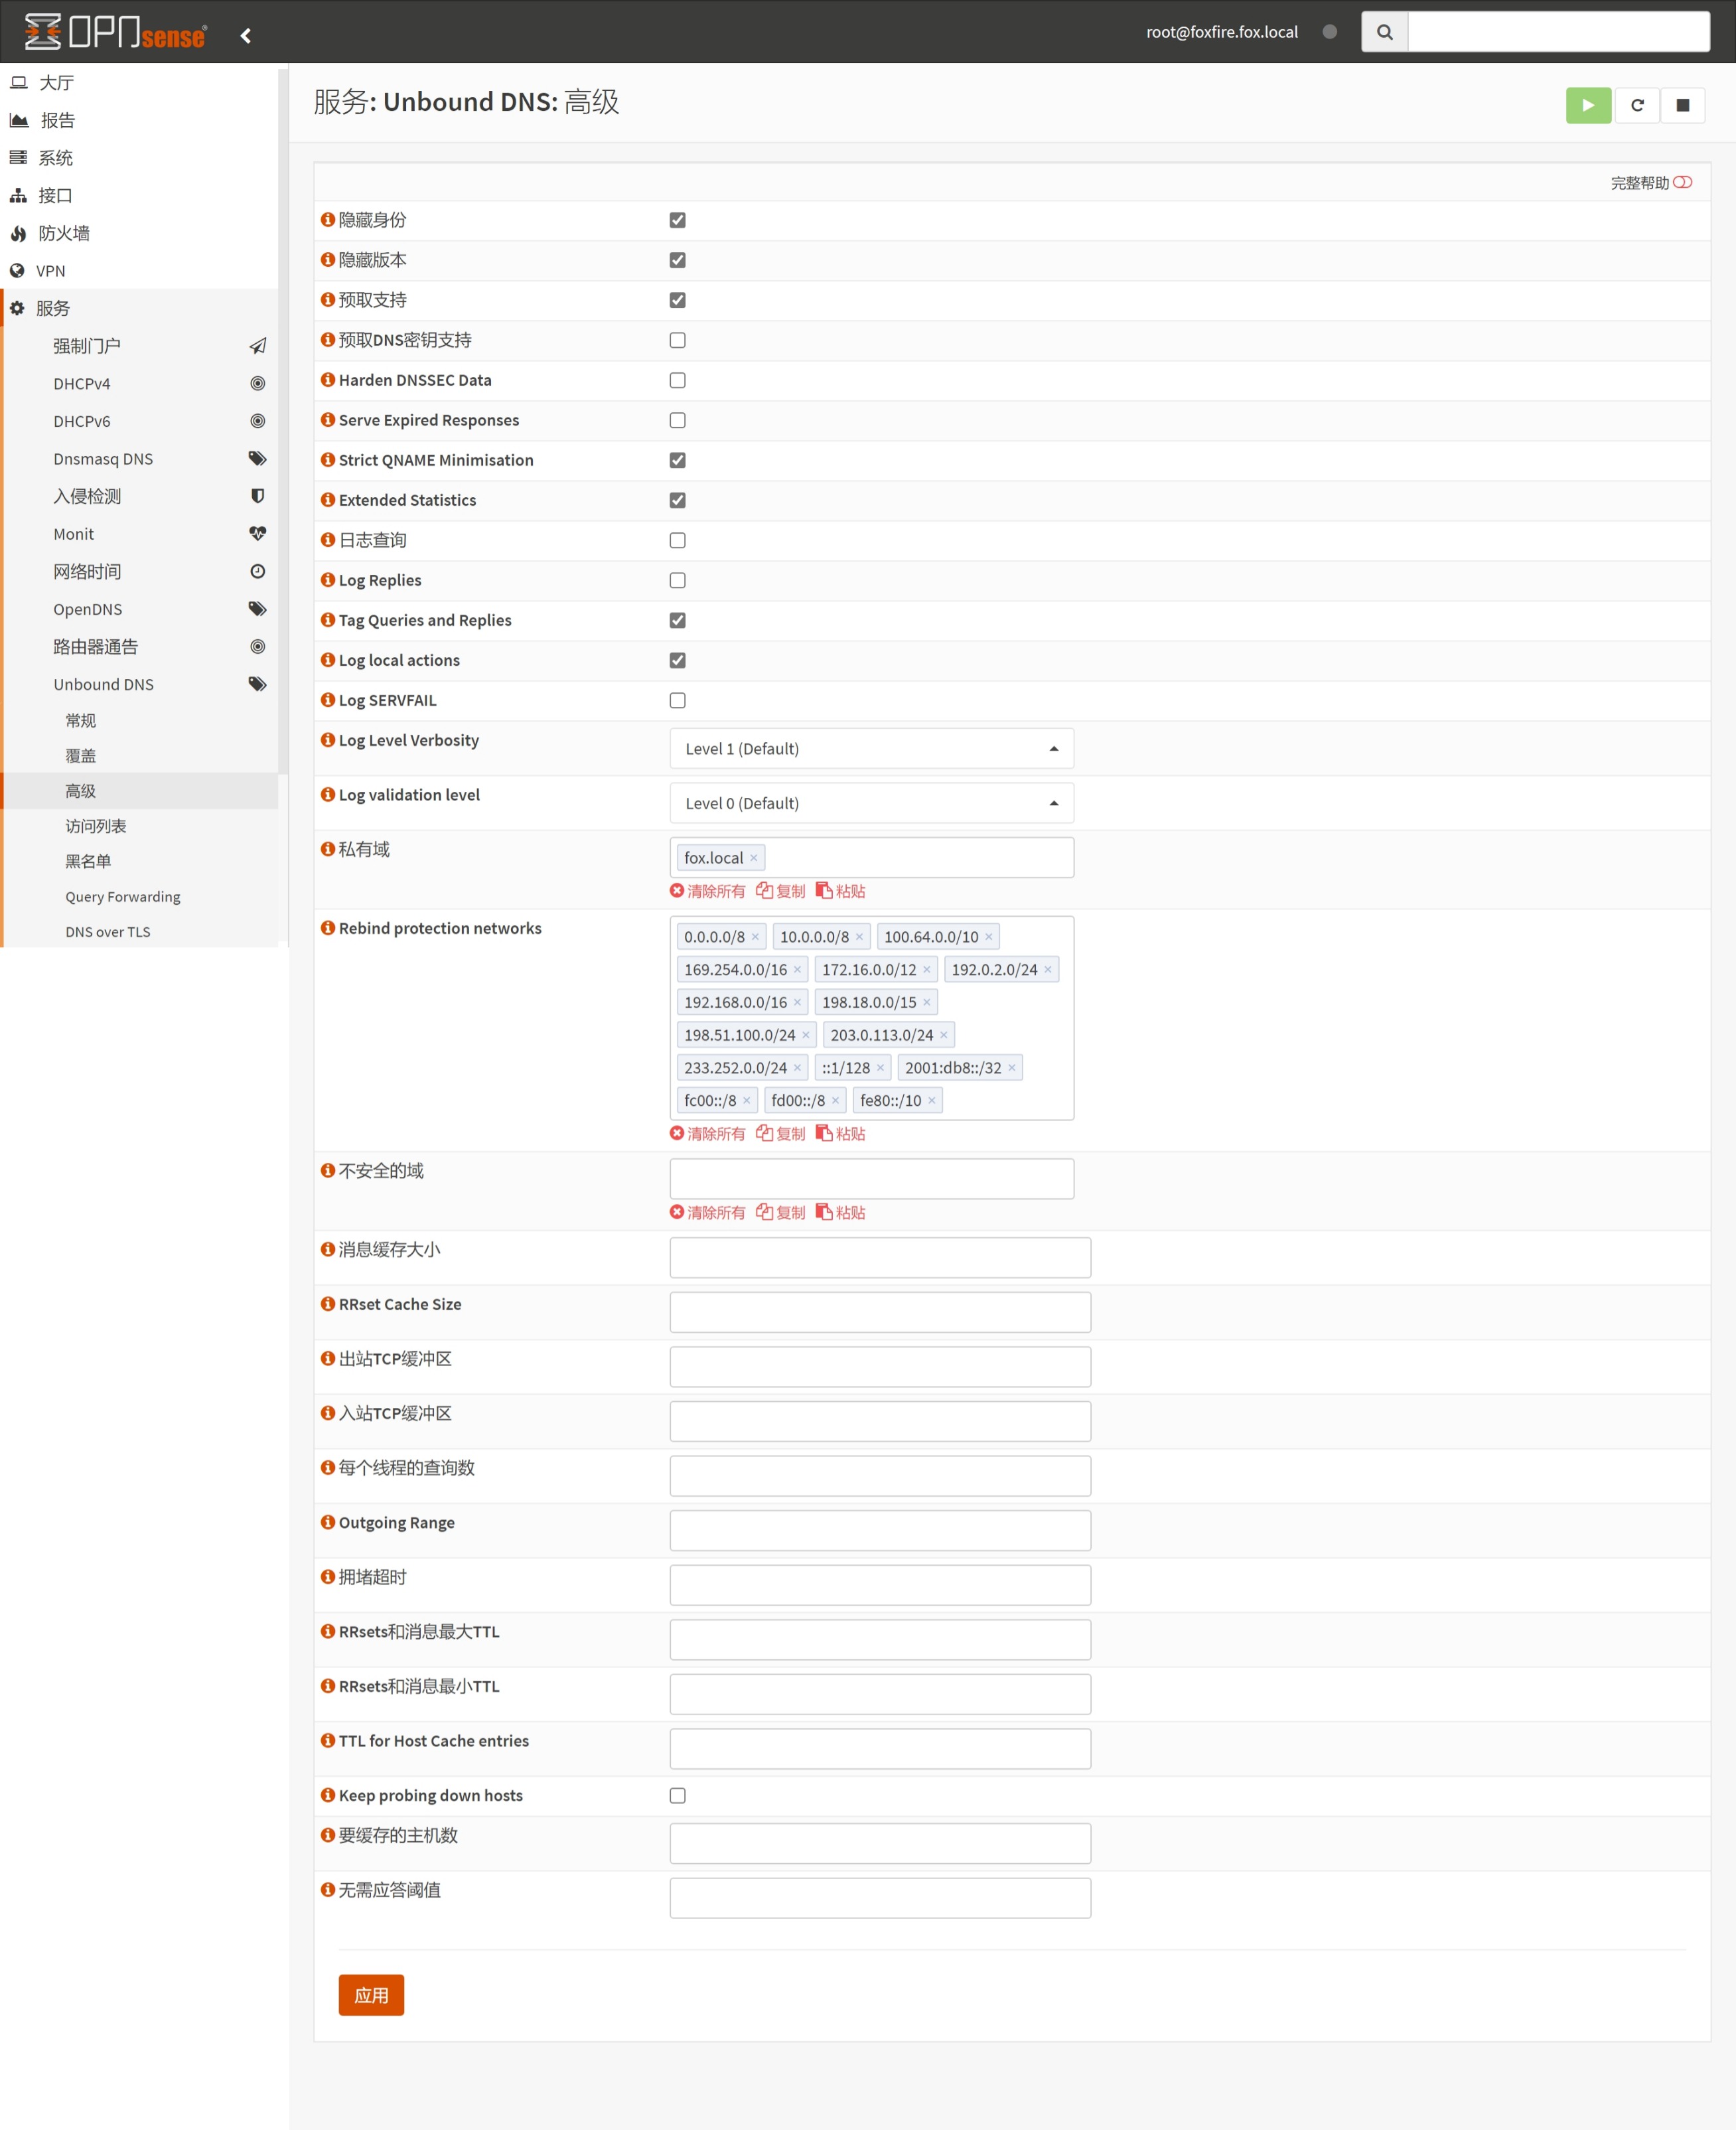 OPNsense
root@foxfire.fox.local
大厅
报告
系统
接口
防火墙
VPN
服务
强制门户
DHCPv4
DHCPv6
Dnsmasq DNS
入侵检测
Monit
网络时间
OpenDNS
路由器通告
Unbound DNS
常规
覆盖
高级
访问列表
黑名单
Query Forwarding
DNS over TLS
服务: Unbound DNS: 高级
完整帮助
隐藏身份
隐藏版本
预取支持
预取DNS密钥支持
Harden DNSSEC Data
Serve Expired Responses
Strict QNAME Minimisation
Extended Statistics
日志查询
Log Replies
Tag Queries and Replies
Log local actions
Log SERVFAIL
Log Level Verbosity Level 1 (Default)
Log validation level Level 0 (Default)
私有域 fox.local ×
清除所有 复制 粘贴
Rebind protection networks 0.0.0.0/8 × 10.0.0.0/8 × 100.64.0.0/10 ×
169.254.0.0/16 × 172.16.0.0/12 × 192.0.2.0/24 ×
192.168.0.0/16 × 198.18.0.0/15 ×
198.51.100.0/24 × 203.0.113.0/24 ×
233.252.0.0/24 × ::1/128 × 2001:db8::/32 ×
fc00::/8 × fd00::/8 × fe80::/10 ×
清除所有 复制 粘贴
不安全的域
清除所有 复制 粘贴
消息缓存大小
RRset Cache Size
出站TCP缓冲区
入站TCP缓冲区
每个线程的查询数
Outgoing Range
拥堵超时
RRsets和消息最大TTL
RRsets和消息最小TTL
TTL for Host Cache entries
Keep probing down hosts
要缓存的主机数
无需应答阈值
应用